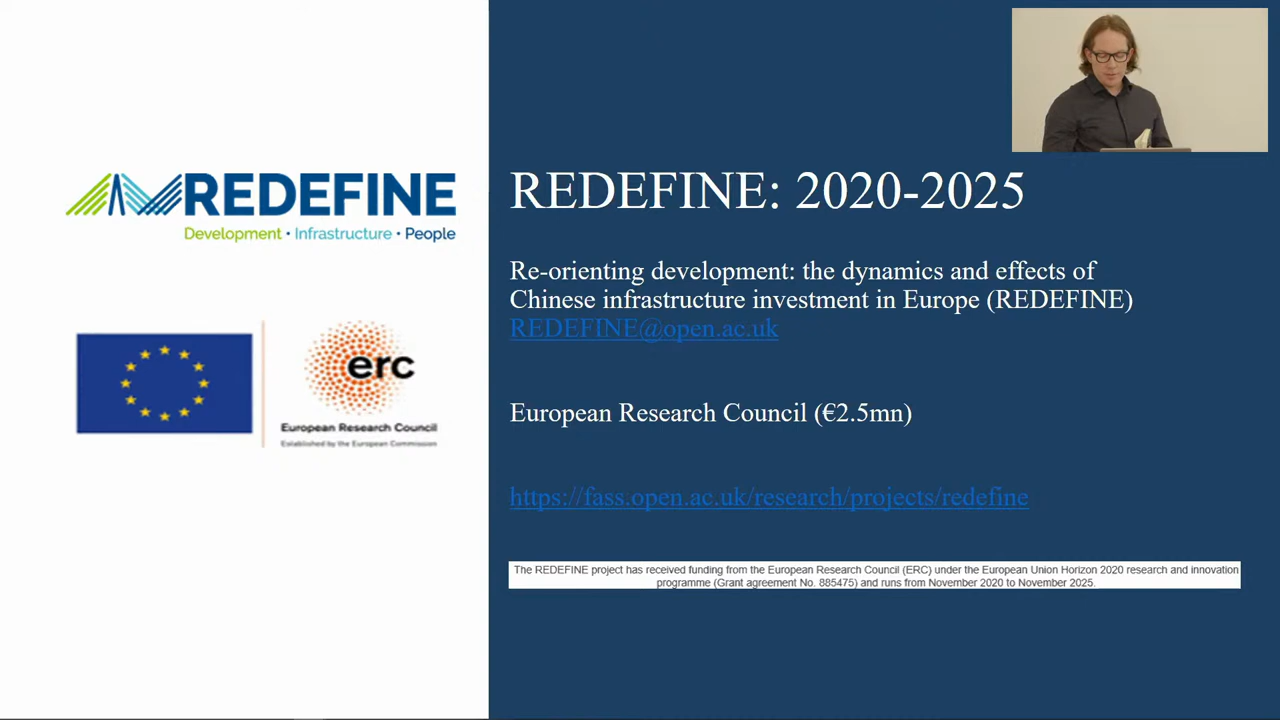 REDEFINE
Development • Infrastructure • People
erc
European Research Council
Established by the European Commission
REDEFINE: 2020-2025
Re-orienting development: the dynamics and effects of
Chinese infrastructure investment in Europe (REDEFINE)
REDEFINE@open.ac.uk
European Research Council (€2.5mn)
https://fass.open.ac.uk/research/projects/redefine
The REDEFINE project has received funding from the European Research Council (ERC) under the European Union Horizon 2020 research and innovation
programme (Grant agreement No. 885475) and runs from November 2020 to November 2025.